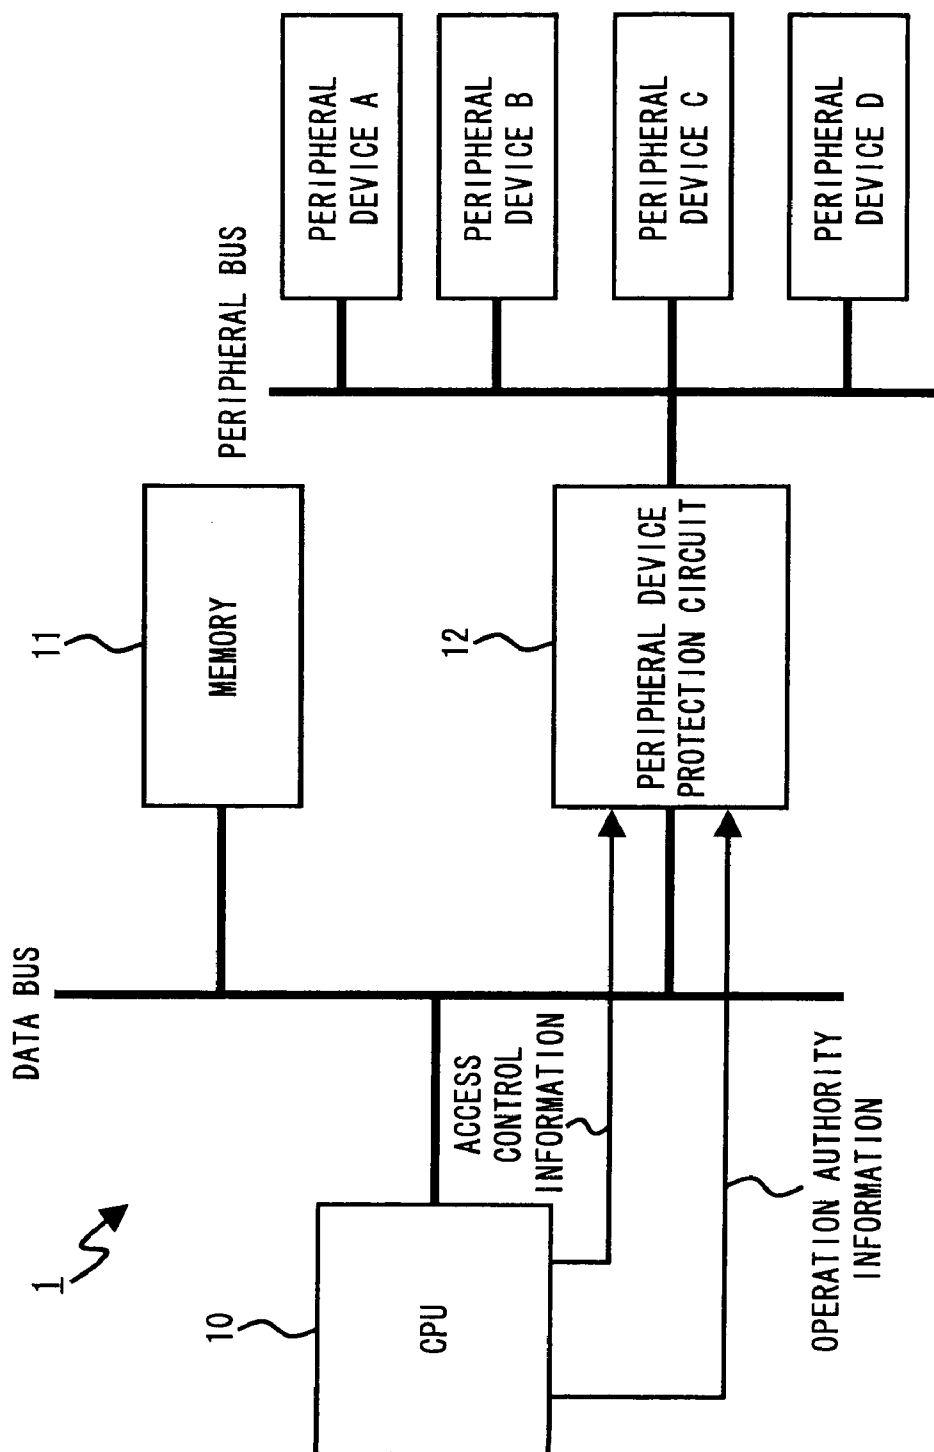 1
DATA BUS
10
CPU
11
MEMORY
ACCESS
CONTROL
INFORMATION
OPERATION AUTHORITY
INFORMATION
12
PERIPHERAL DEVICE
PROTECTION CIRCUIT
PERIPHERAL BUS
PERIPHERAL
DEVICE A
PERIPHERAL
DEVICE B
PERIPHERAL
DEVICE C
PERIPHERAL
DEVICE D